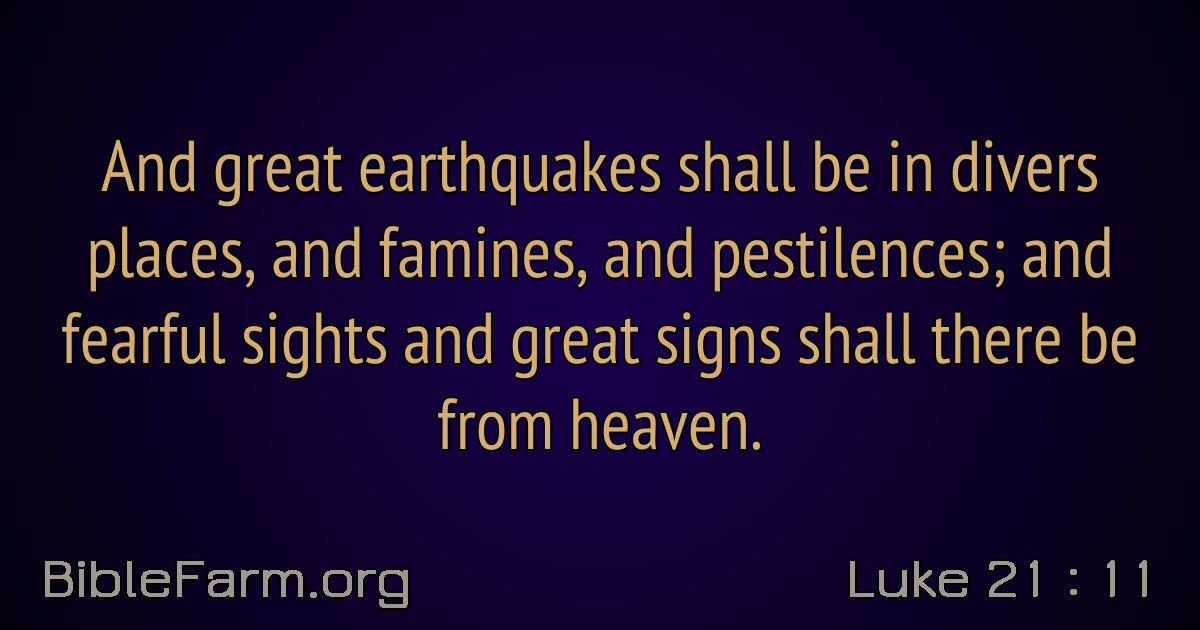 And great earthquakes shall be in divers
places, and famines, and pestilences; and
fearful sights and great signs shall there be
from heaven.
BibleFarm.org
Luke 21 : 11